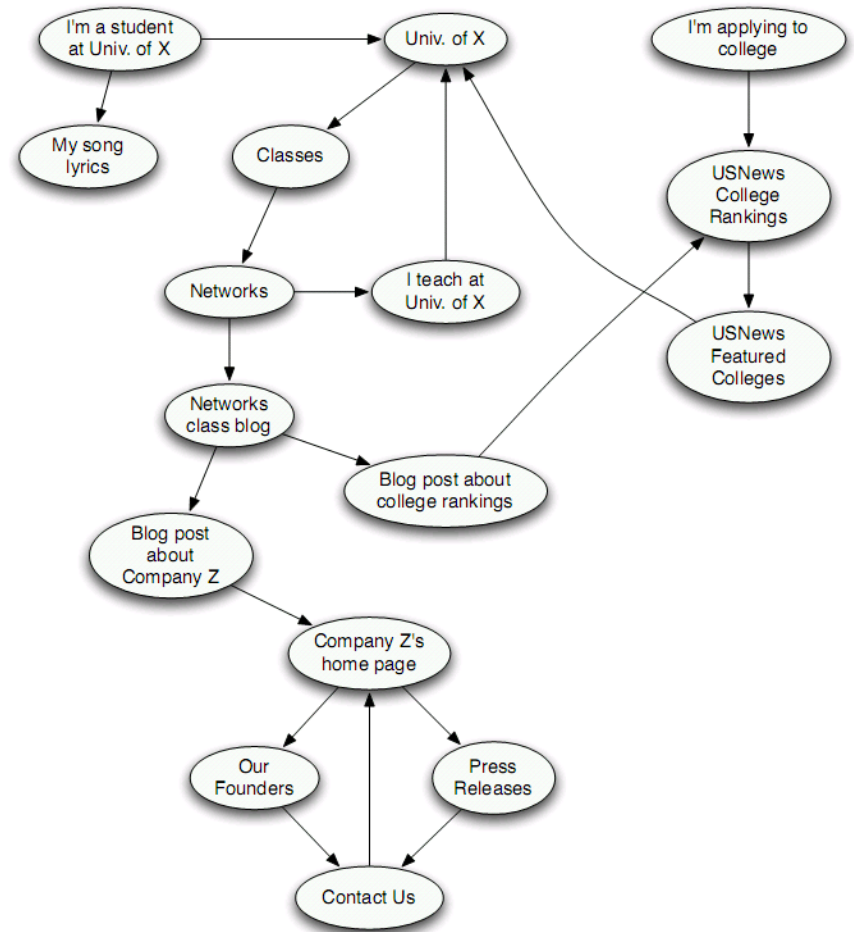 I'm a student
at Univ. of X
Univ. of X
I'm applying to
college
My song
lyrics
Classes
USNews
College
Rankings
Networks
I teach at
Univ. of X
USNews
Featured
Colleges
Networks
class blog
Blog post about
college rankings
Blog post
about
Company Z
Company Z's
home page
Our
Founders
Press
Releases
Contact Us